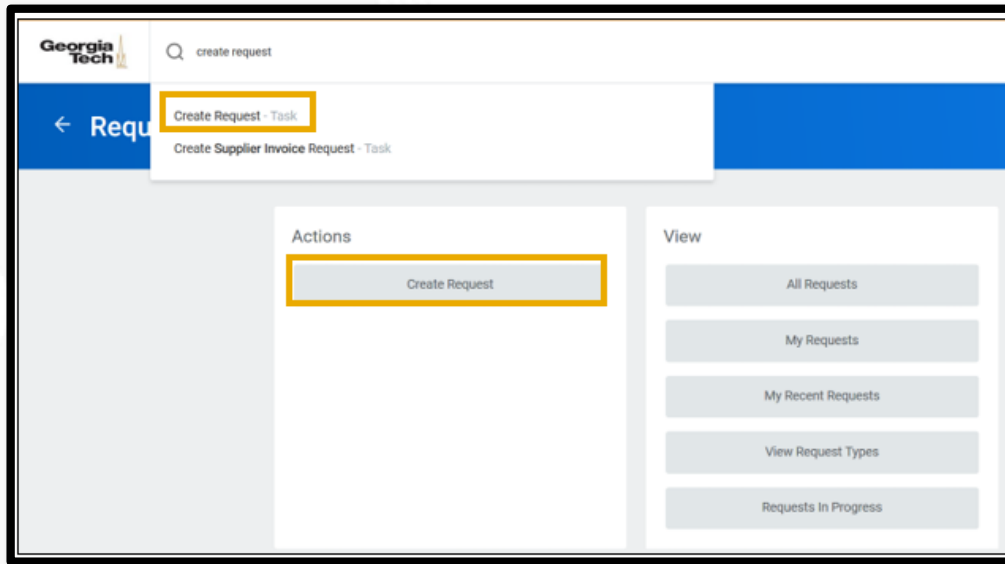 Georgia
Tech
create request
Create Request - Task
Create Supplier Invoice Request - Task
← Requ
Actions
Create Request
View
All Requests
My Requests
My Recent Requests
View Request Types
Requests In Progress